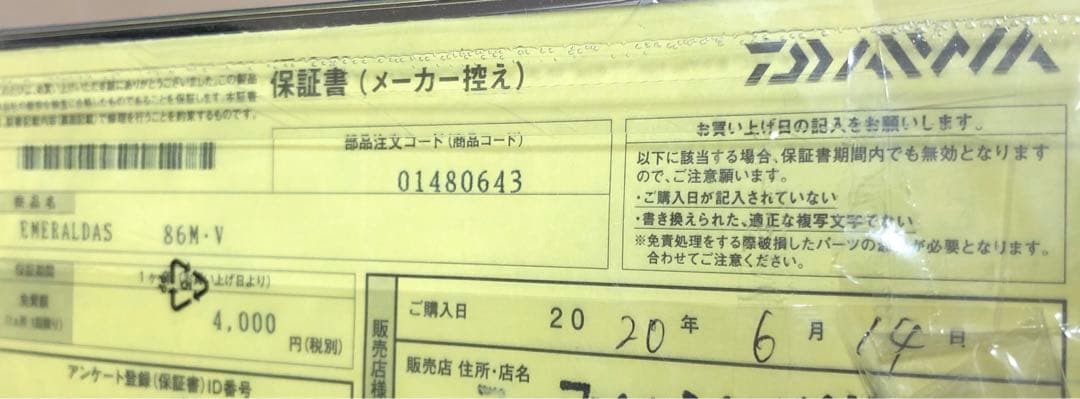 DAIWA
保証書(メーカー控え)
部品注文コード(商品コード)
01480643
商品名
EMERALDAS 86M・V
保証期間
い上げ日より)
免責額
4,000
円(税別)
アンケート登録(保証書)ID番号
お買い上げ日の記入をお願いします。
以下に該当する場合、保証書期間内でも無効となります
ので、ご注意願います。
・ご購入日が記入されていない
・書き換えられた、適正な複写文字でない
※免責処理をする際破損したパーツの が必要となります。
合わせてご注意ください。
販売店様
ご購入日 20 20 年 6 月 14 日
販売店 住所・店名